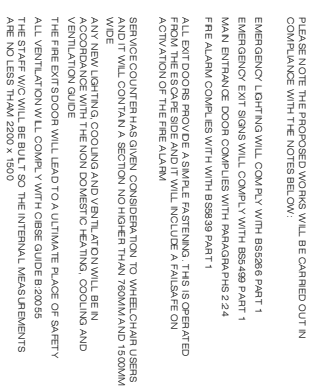 PLEASE NOTE THE PROPOSED WORKS WILL BE CARRIED OUT IN
COMPLIANCE WITH THE NOTES BELOW:
EMERGENCY LIGHTING WILL COMPLY WITH BS5266 PART 1
EMERGENCY EXIT SIGNS WILL COMPLY WITH BS5499 PART 1
MAIN ENTRANCE DOOR COMPLIES WITH PARAGRAPHS 2.24
FIRE ALARM COMPLIES WITH WITH BS5839 PART 1
ALL EXIT DOORS PROVIDE A SIMPLE FASTENING. THIS IS OPERATED
FROM THE ESCAPE SIDE AND IT WILL INCLUDE A FAILSAFE ON
ACTIVATION OF THE FIRE ALARM
SERVICE COUNTER HAS GIVEN CONSIDERATION TO WHEELCHAIR USERS
AND IT WILL CONTAIN A SECTION NO HIGHER THAN 760MM AND 1500MM
WIDE
ANY NEW LIGHTING, COOLING AND VENTILATION WILL BE IN
ACCORDANCE WITH THE NON DOMESTIC HEATING, COOLING AND
VENTILATION GUIDE
THE FIRE EXITS DOOR WILL LEAD TO A ULTIMATE PLACE OF SAFETY
ALL VENTILATION WILL COMPLY WITH CIBSE GUIDE B:20055
THE STAFF W/C WILL BE BUILT SO THE INTERNAL MEASUREMENTS
ARE NO LESS THAM 2200 x 1500